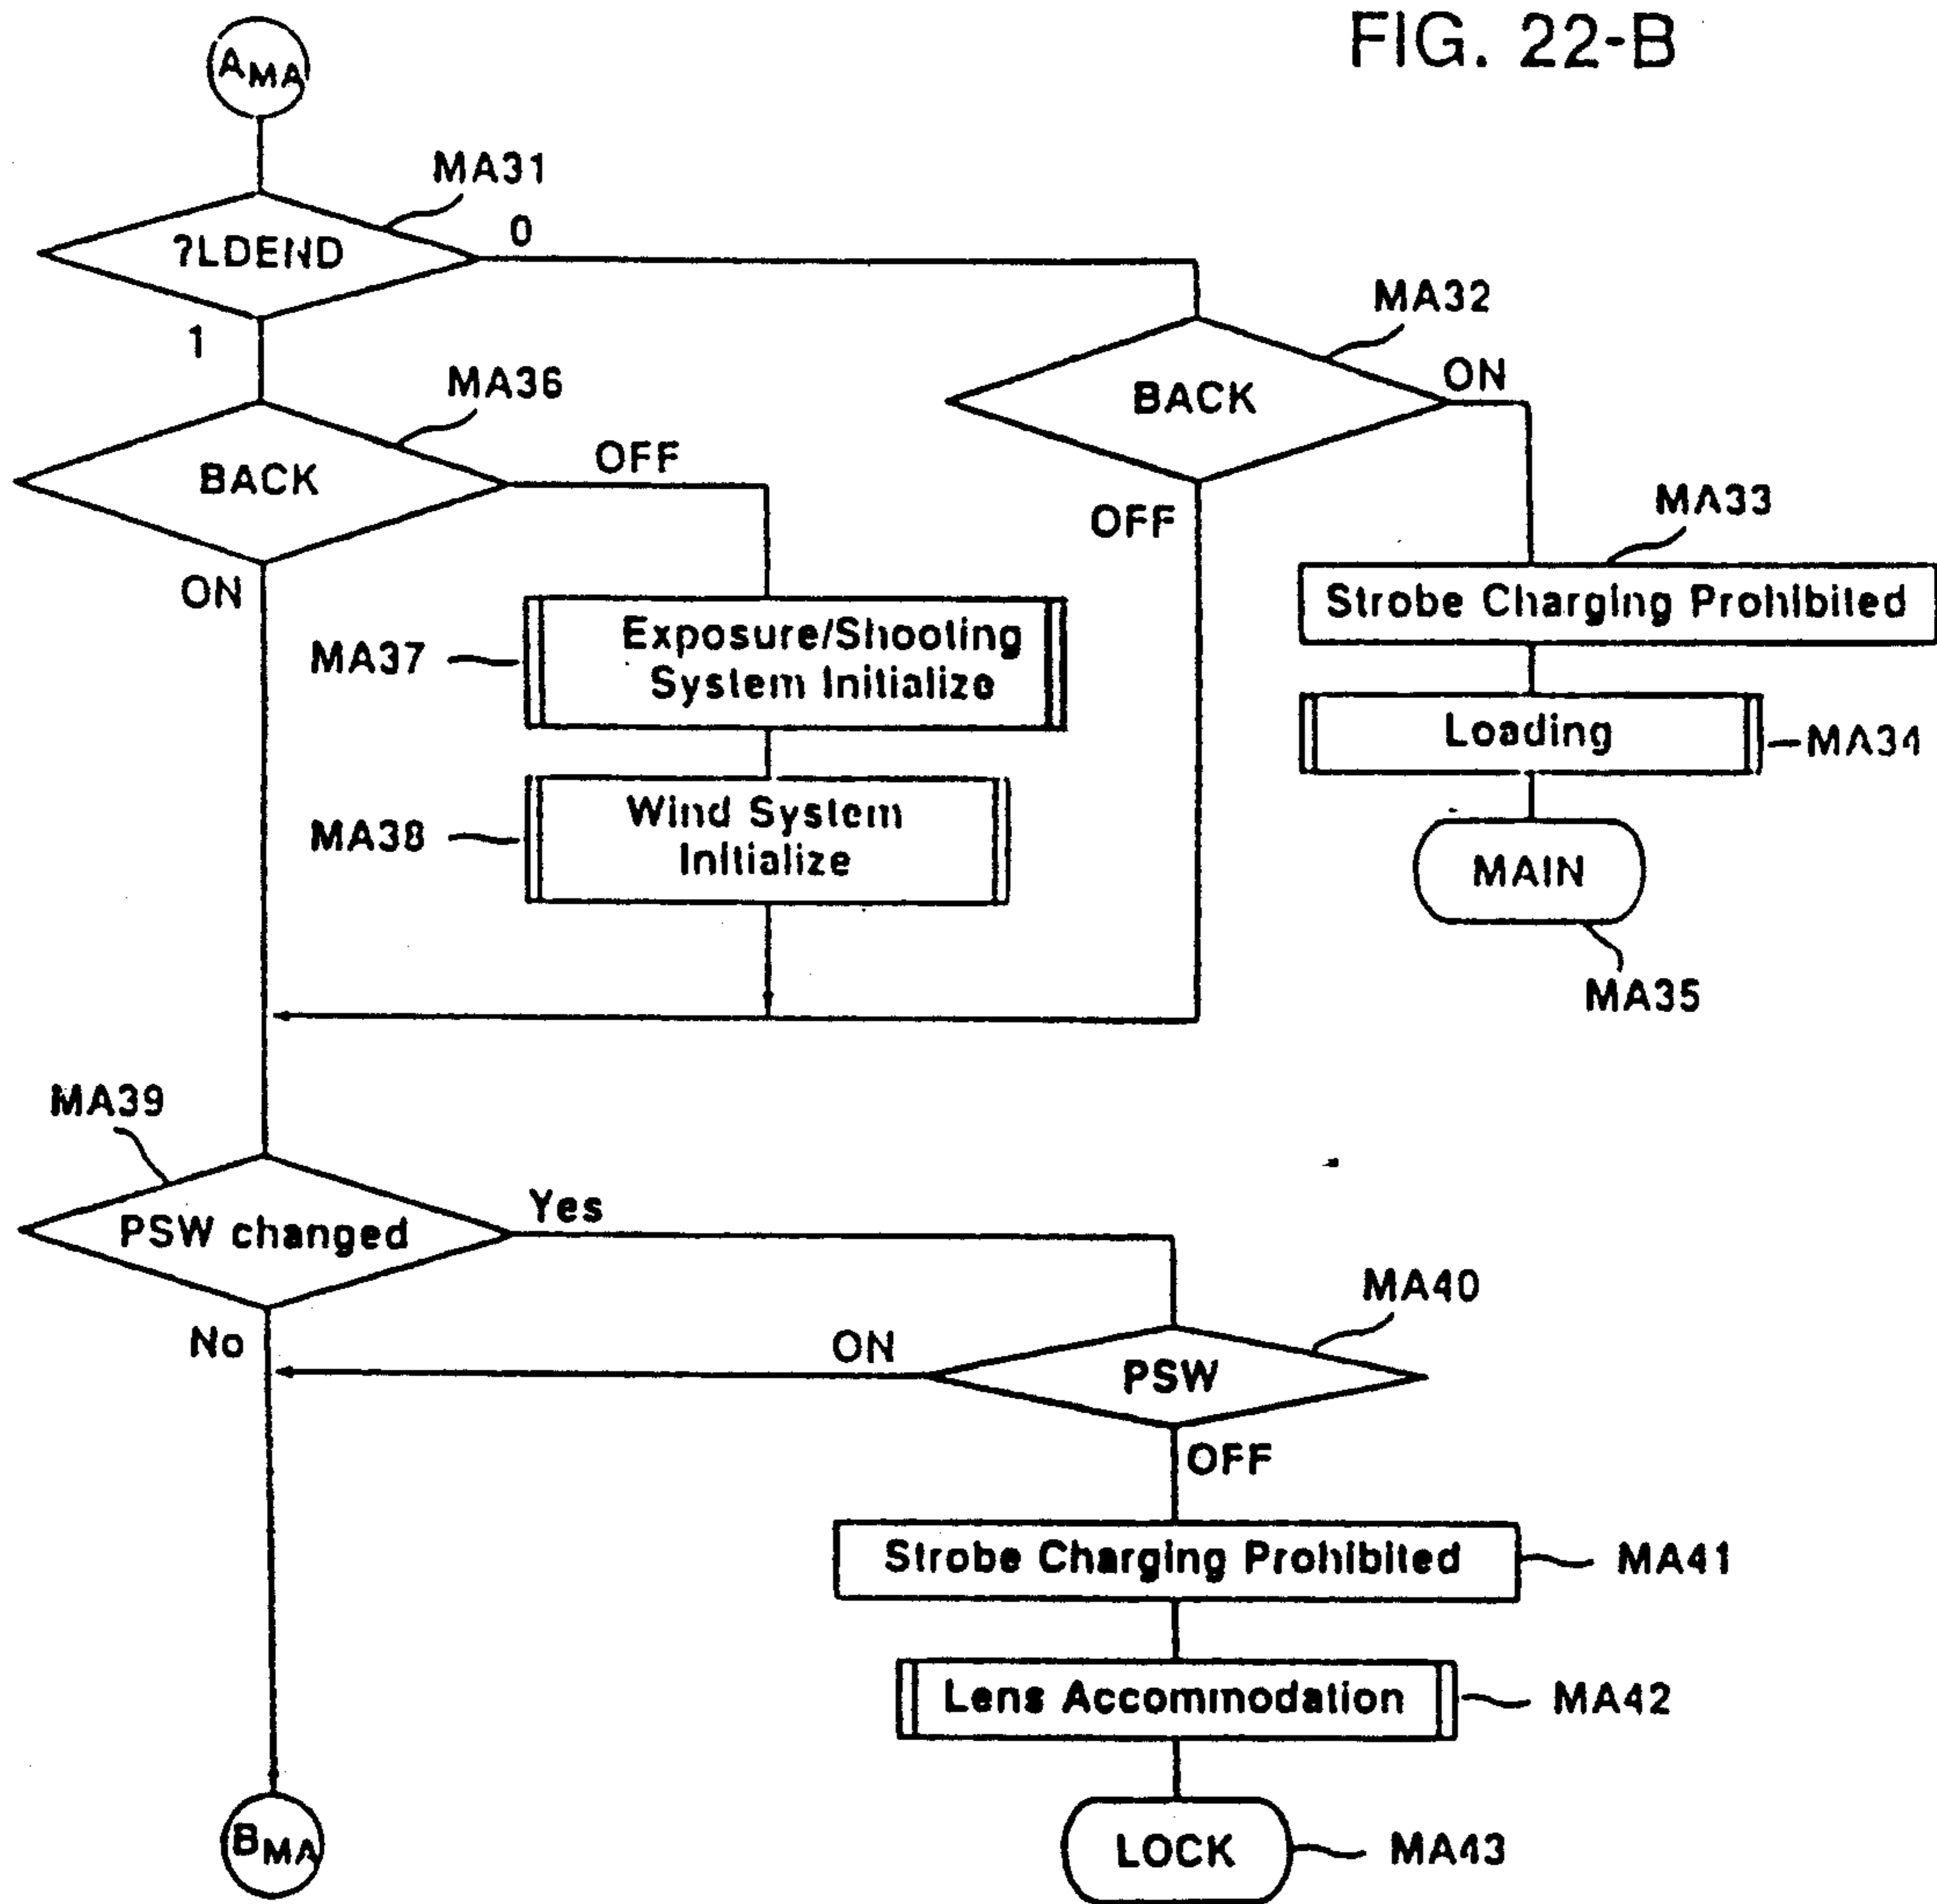 FIG. 22-B
AMA
MA31
?LDEND
0
1
MA32
BACK
ON
OFF
MA36
BACK
OFF
ON
MA33
Strobe Charging Prohibited
MA37
Exposure/Shooting
System Initialize
Loading
MA34
MA38
Wind System
Initialize
MAIN
MA35
MA39
PSW changed
Yes
No
MA40
PSW
ON
OFF
Strobe Charging Prohibited
MA41
Lens Accommodation
MA42
LOCK
MA43
BMA